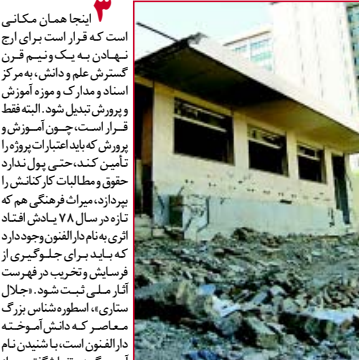 ۳ اینجا همان مکانی
است که قرار است برای ارج
نهادن به یک و نیم قرن
گسترش علم و دانش، به مرکز
اسناد و مدارک و موزه آموزش
و پرورش تبدیل شود. البته فقط
قرار است، چون آموزش و
پرورش که باید اعتبارات پروژه را
تأمین کند، حتی پول ندارد
حقوق و مطالبات کارکنانش را
بپردازد، میراث فرهنگی هم که
تازه در سال ۷۸ یادش افتاد
اثری به نام دارالفنون وجود دارد
که باید برای جلوگیری از
فرسایش و تخریب در فهرست
آثار ملی ثبت شود. «جلال
ستاری»، اسطوره‌شناس بزرگ
معاصر که دانش آموخته
دارالفنون است، با شنیدن نام